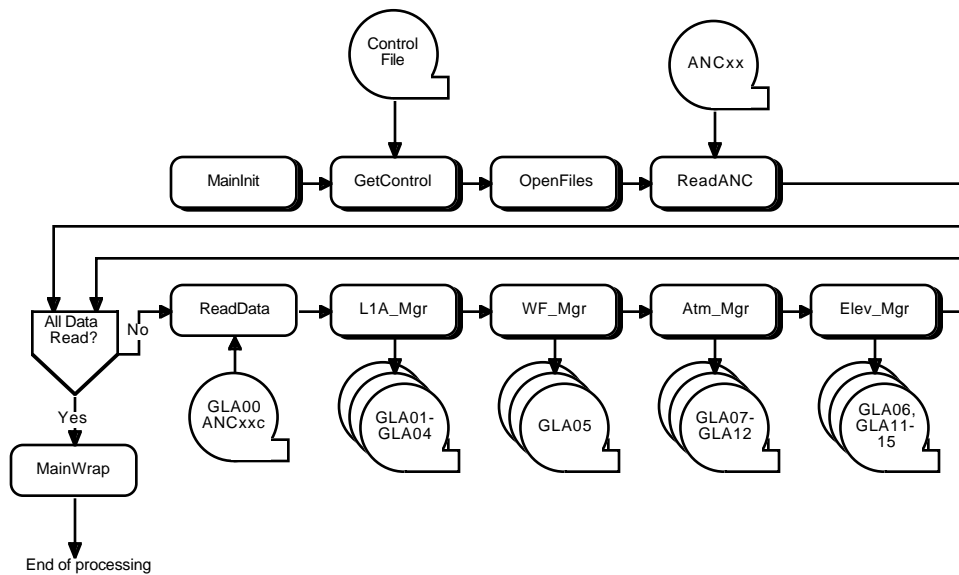 Control
File
ANCxx
MainInit
GetControl
OpenFiles
ReadANC
All Data
Read?
No
ReadData
L1A_Mgr
WF_Mgr
Atm_Mgr
Elev_Mgr
GLA00
ANCxxc
GLA01-
GLA04
GLA05
GLA07-
GLA12
GLA06,
GLA11-
15
Yes
MainWrap
End of processing